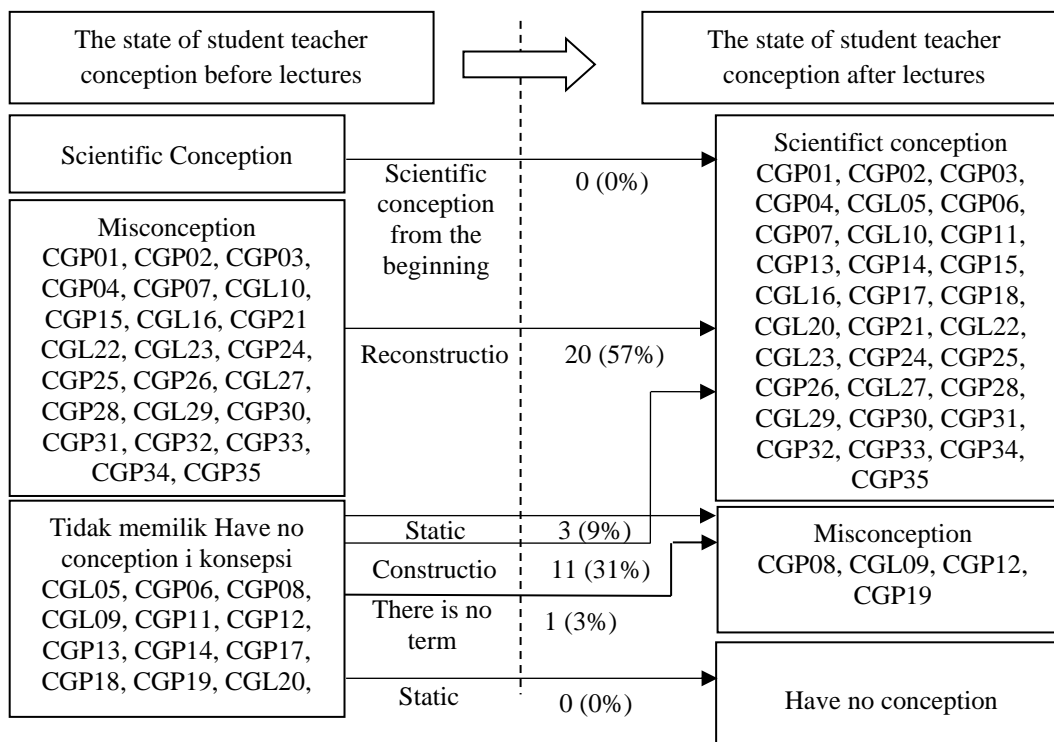 The state of student teacher
conception before lectures
The state of student teacher
conception after lectures
Scientific Conception
Misconception
CGP01, CGP02, CGP03,
CGP04, CGP07, CGL10,
CGP15, CGL16, CGP21
CGL22, CGL23, CGP24,
CGP25, CGP26, CGL27,
CGP28, CGL29, CGP30,
CGP31, CGP32, CGP33,
CGP34, CGP35
Tidak memilik Have no
conception i konsepsi
CGL05, CGP06, CGP08,
CGL09, CGP11, CGP12,
CGP13, CGP14, CGP17,
CGP18, CGP19, CGL20,
Scientific
conception
from the
beginning
0 (0%)
Reconstructio
20 (57%)
Static
3 (9%)
Constructio
11 (31%)
There is no
term
1 (3%)
Static
0 (0%)
Scientifict conception
CGP01, CGP02, CGP03,
CGP04, CGL05, CGP06,
CGP07, CGL10, CGP11,
CGP13, CGP14, CGP15,
CGL16, CGP17, CGP18,
CGL20, CGP21, CGL22,
CGL23, CGP24, CGP25,
CGP26, CGL27, CGP28,
CGL29, CGP30, CGP31,
CGP32, CGP33, CGP34,
CGP35
Misconception
CGP08, CGL09, CGP12,
CGP19
Have no conception